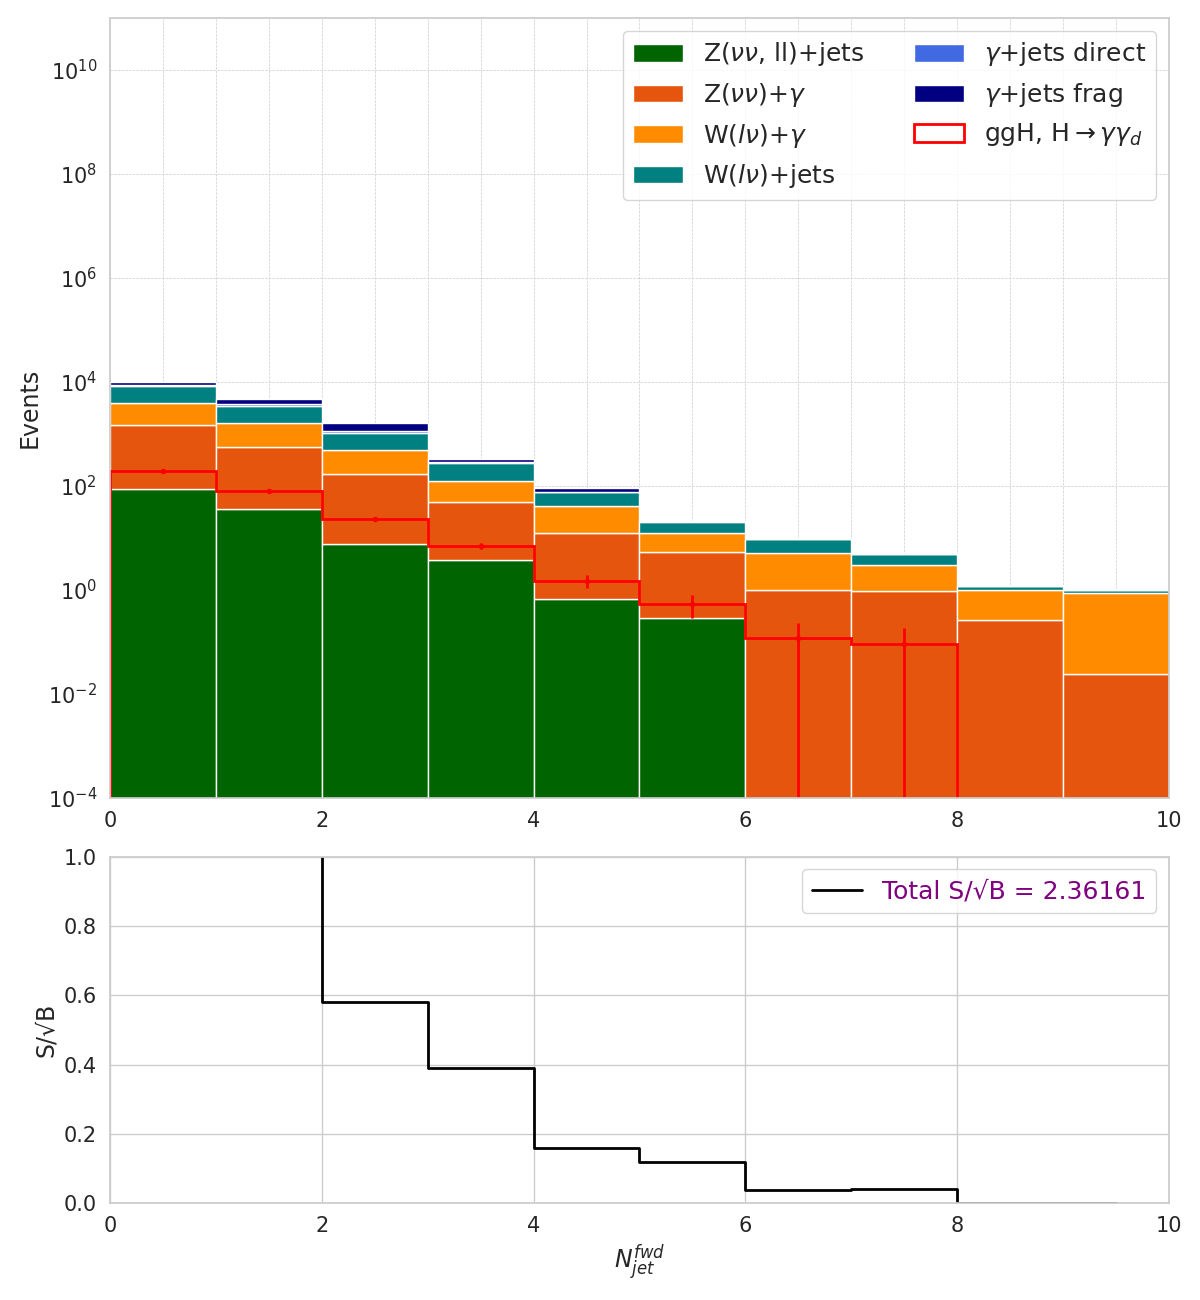 Z(νν, ll)+jets
Z(νν)+γ
W(lν)+γ
W(lν)+jets
γ+jets direct
γ+jets frag
ggH, H→γγ_d
10^10
10^8
10^6
10^4
10^2
10^0
10^−2
10^−4
Events
0 2 4 6 8 10
Total S/√B = 2.36161
1.0
0.8
0.6
0.4
0.2
0.0
S/√B
0 2 4 6 8 10
N_jet^fwd